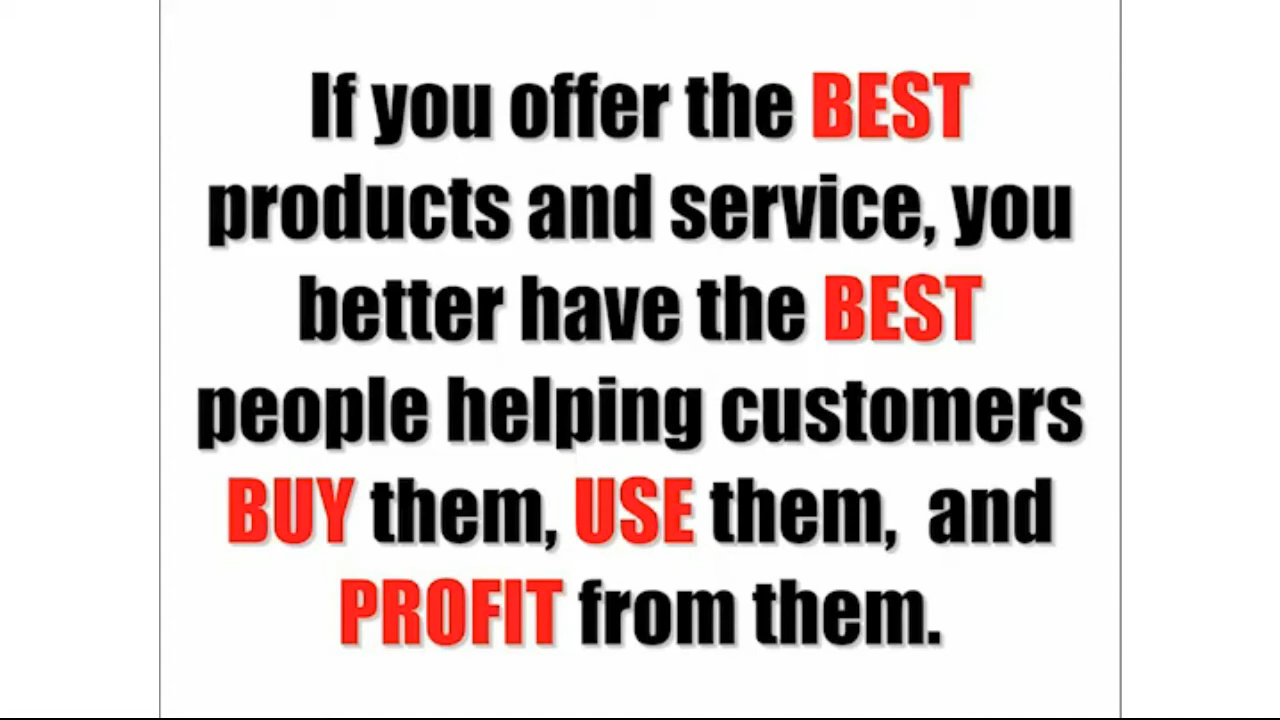 If you offer the BEST
products and service, you
better have the BEST
people helping customers
BUY them, USE them, and
PROFIT from them.